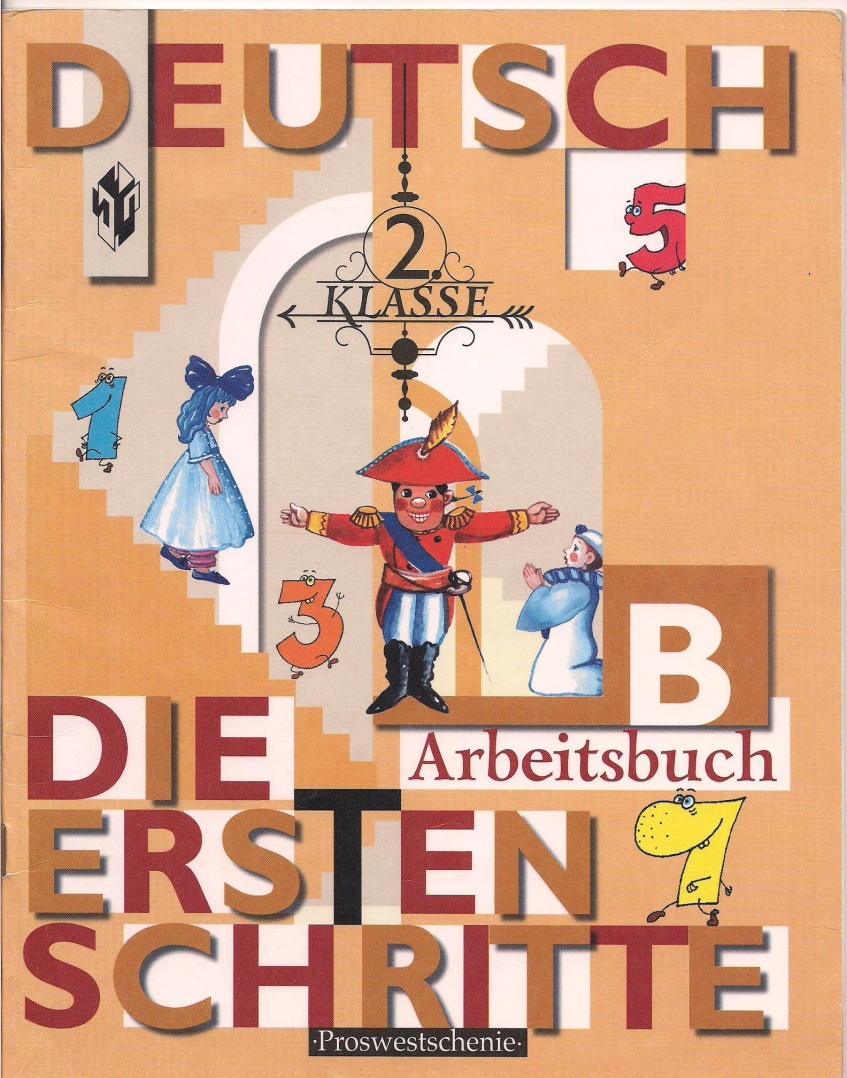 DEUTSCH
5
2.
KLASSE
1
3
B
Arbeitsbuch
DIE
ERSTEN
7
SCHRITTE
·Proswestschenie·